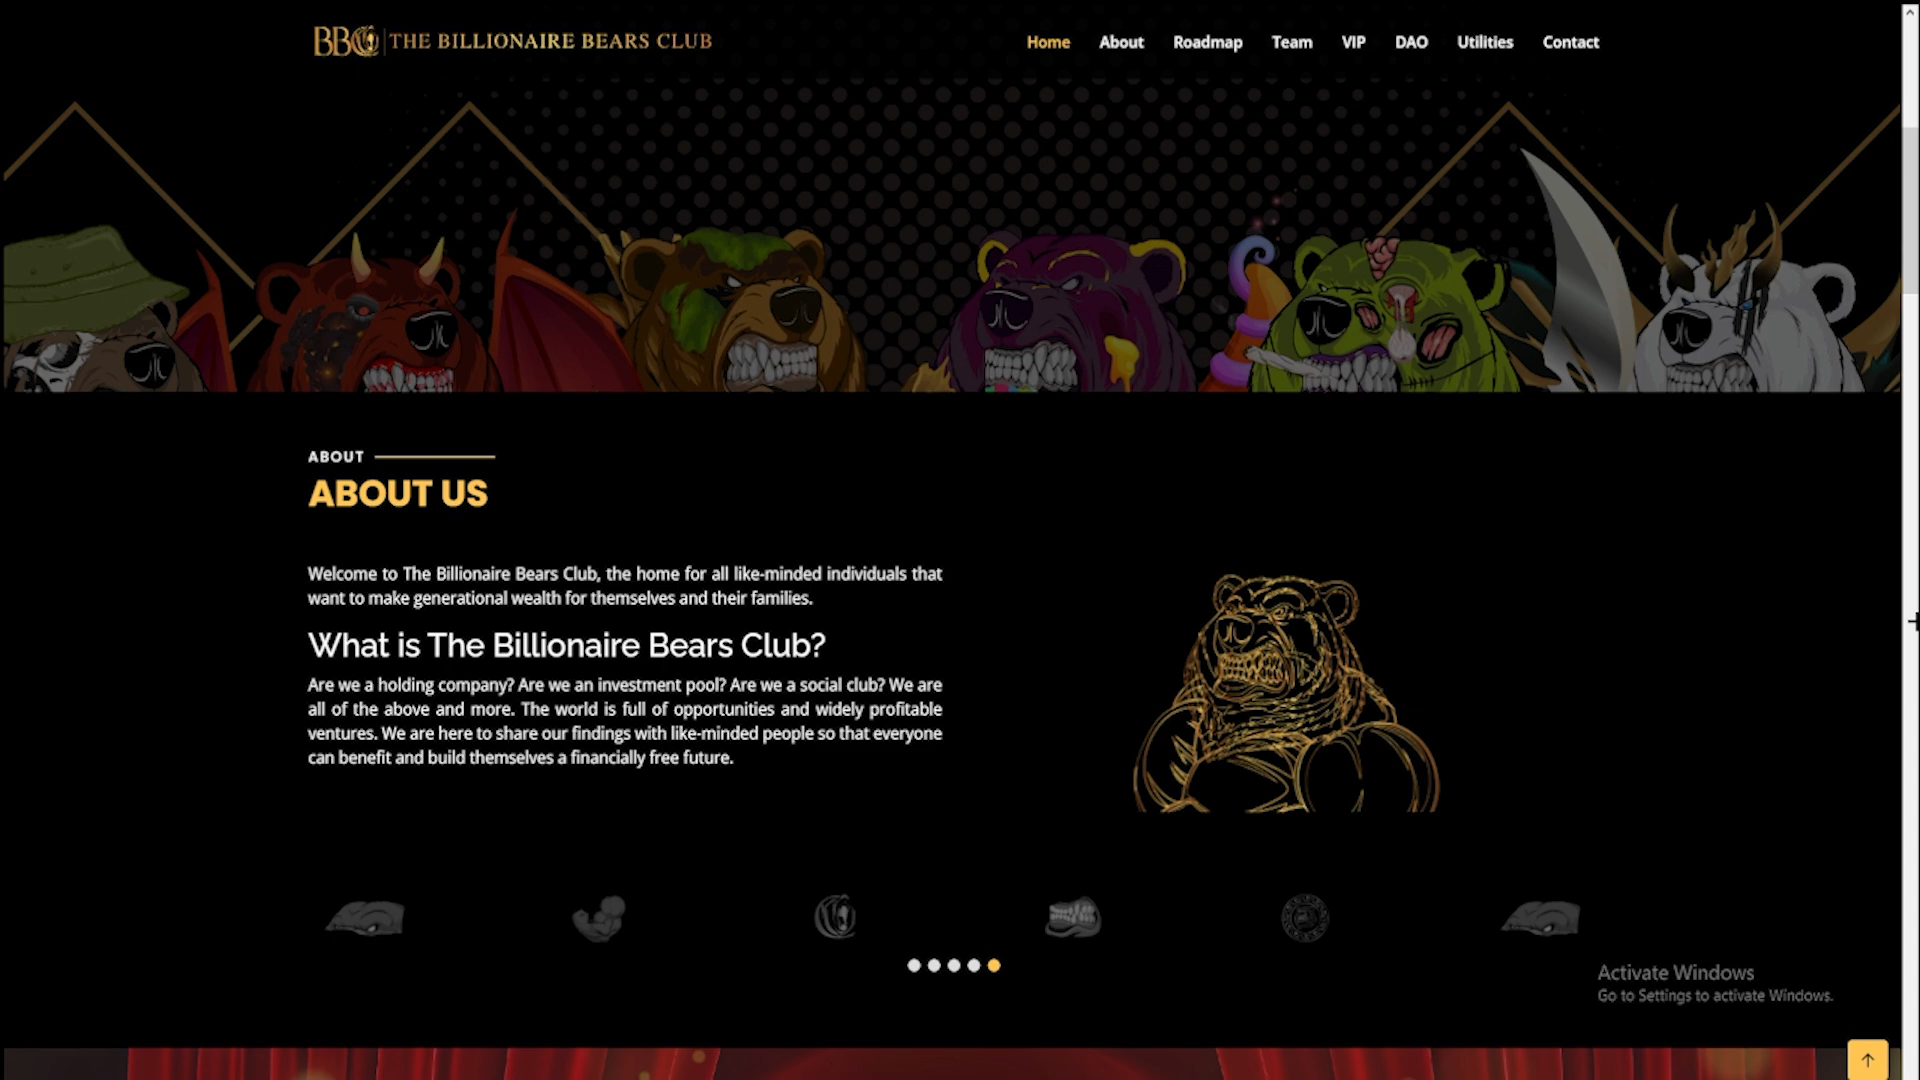 BBC THE BILLIONAIRE BEARS CLUB
Home About Roadmap Team VIP DAO Utilities Contact
ABOUT
ABOUT US
Welcome to The Billionaire Bears Club, the home for all like-minded individuals that
want to make generational wealth for themselves and their families.
What is The Billionaire Bears Club?
Are we a holding company? Are we an investment pool? Are we a social club? We are
all of the above and more. The world is full of opportunities and widely profitable
ventures. We are here to share our findings with like-minded people so that everyone
can benefit and build themselves a financially free future.
Activate Windows
Go to Settings to activate Windows.